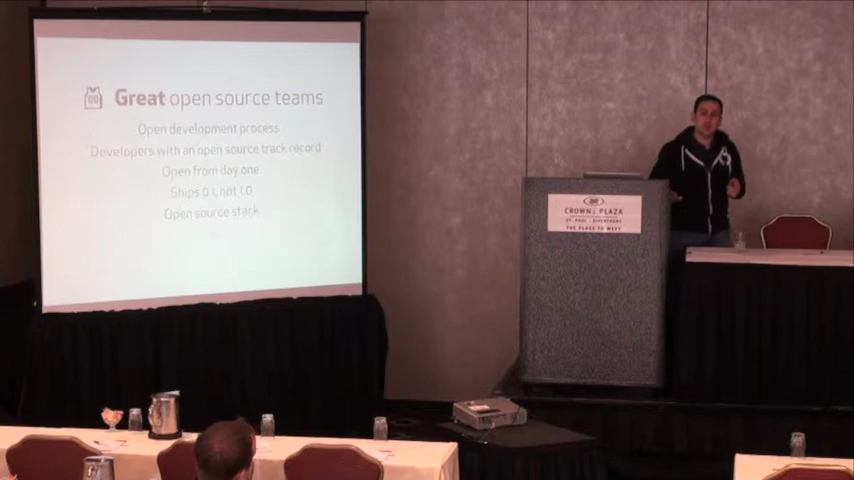 Great open source teams
Open development process
Developers with an open source track record
Open from day one
Ships 0.1, not 1.0
Open source stack
CROWNE PLAZA
ST. PAUL - RIVERFRONT
THE PLACE TO MEET